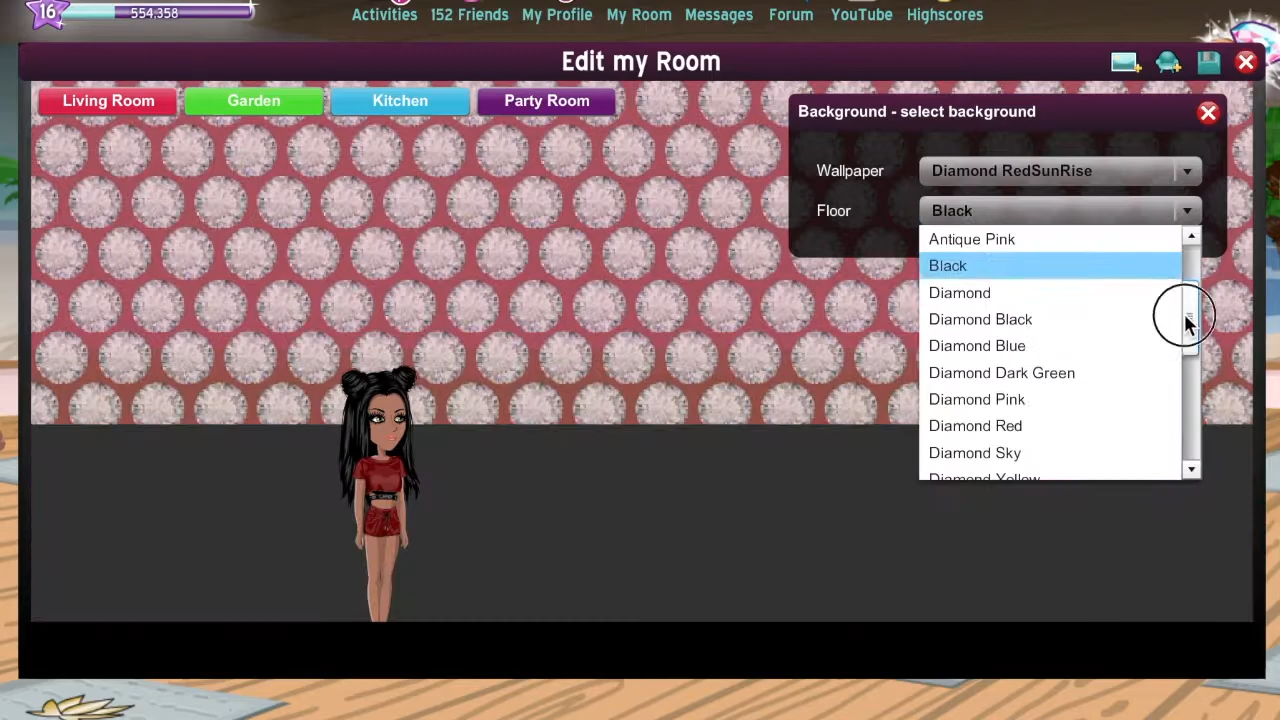 16
554.358
Activities 152 Friends My Profile My Room Messages Forum YouTube Highscores
Edit my Room
Living Room Garden Kitchen Party Room
Background - select background
Wallpaper Diamond RedSunRise
Floor Black
Antique Pink
Black
Diamond
Diamond Black
Diamond Blue
Diamond Dark Green
Diamond Pink
Diamond Red
Diamond Sky
Diamond Yellow